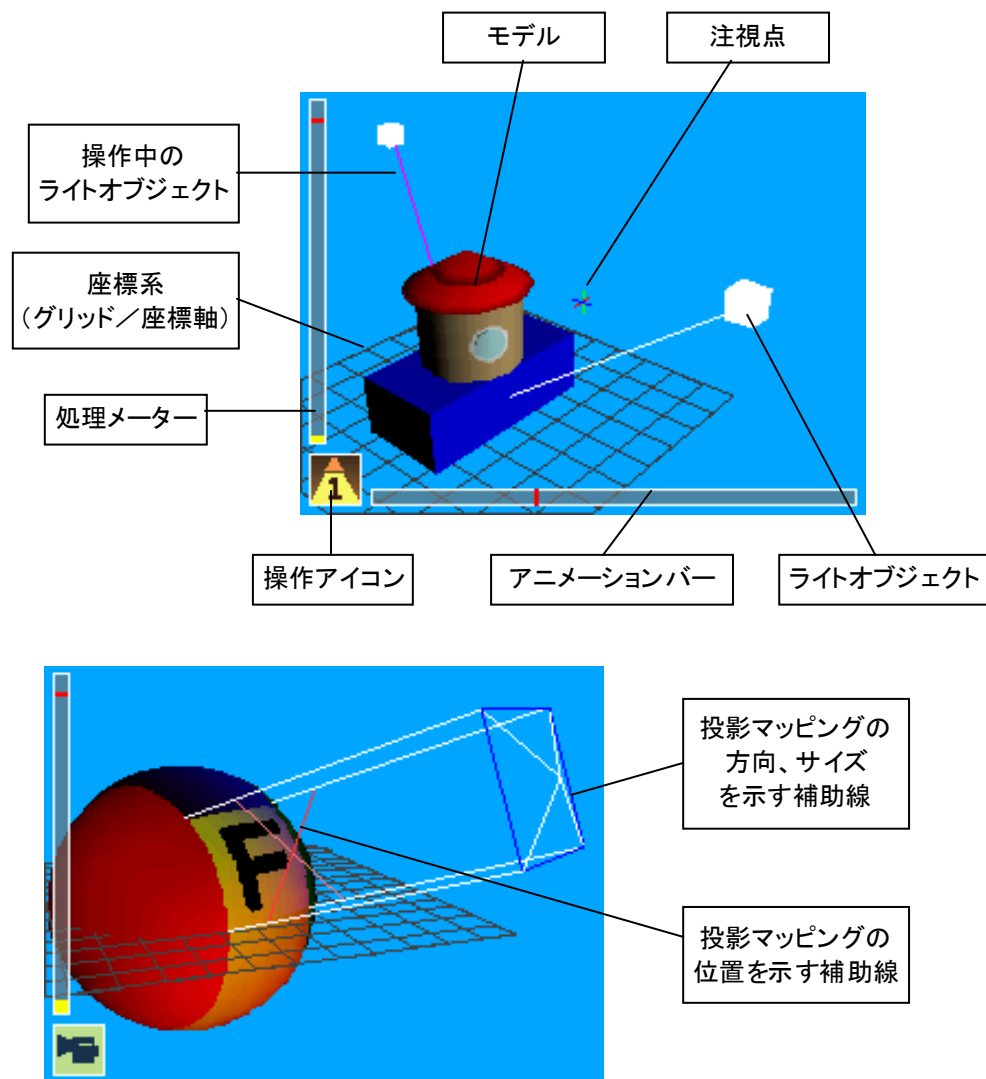 モデル
注視点
操作中の
ライトオブジェクト
座標系
（グリッド／座標軸）
処理メーター
1
操作アイコン
アニメーションバー
ライトオブジェクト
投影マッピングの
方向、サイズ
を示す補助線
F
投影マッピングの
位置を示す補助線